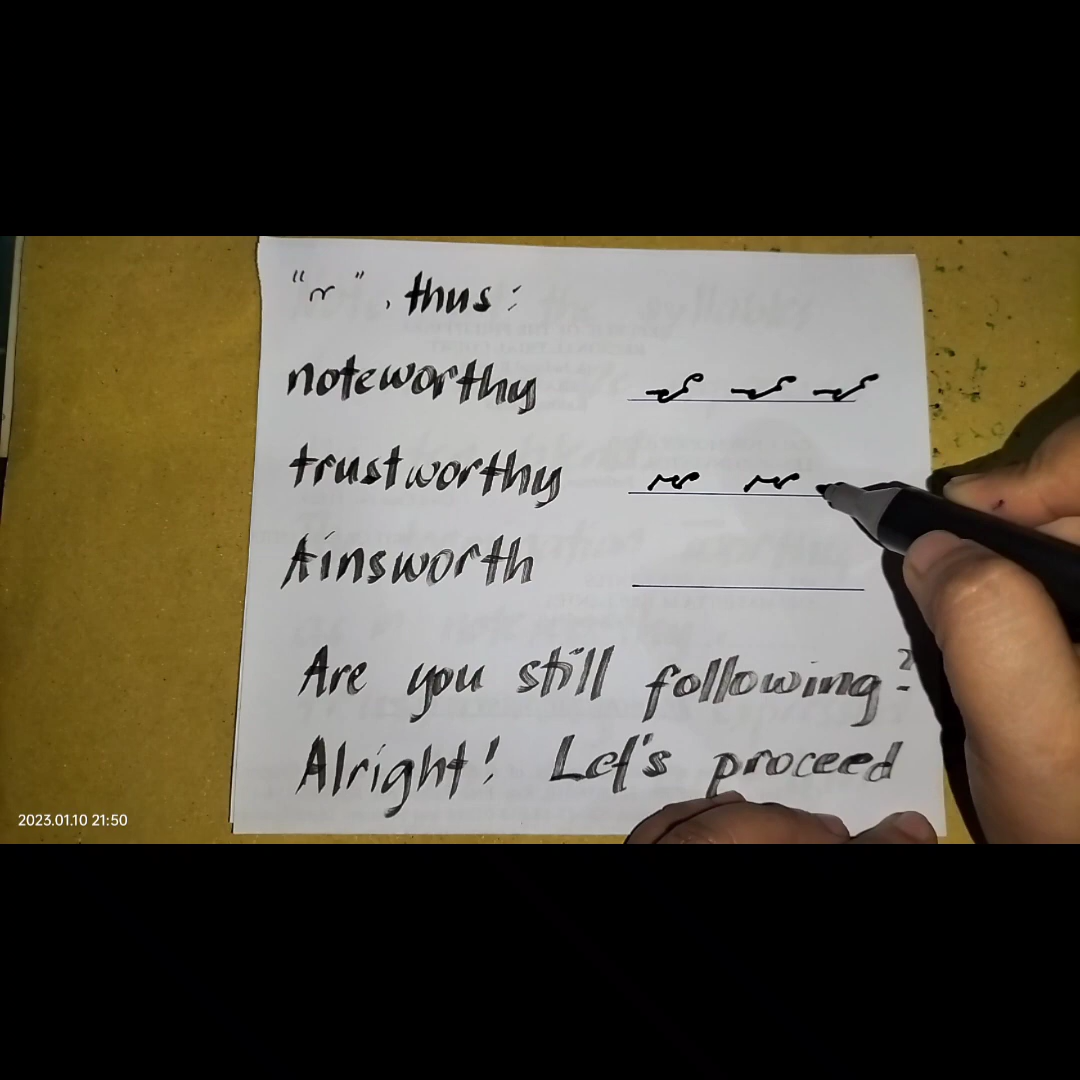 " ", thus:
noteworthy
trustworthy
Ainsworth
Are you still following?
Alright! Let's proceed
2023.01.10 21:50